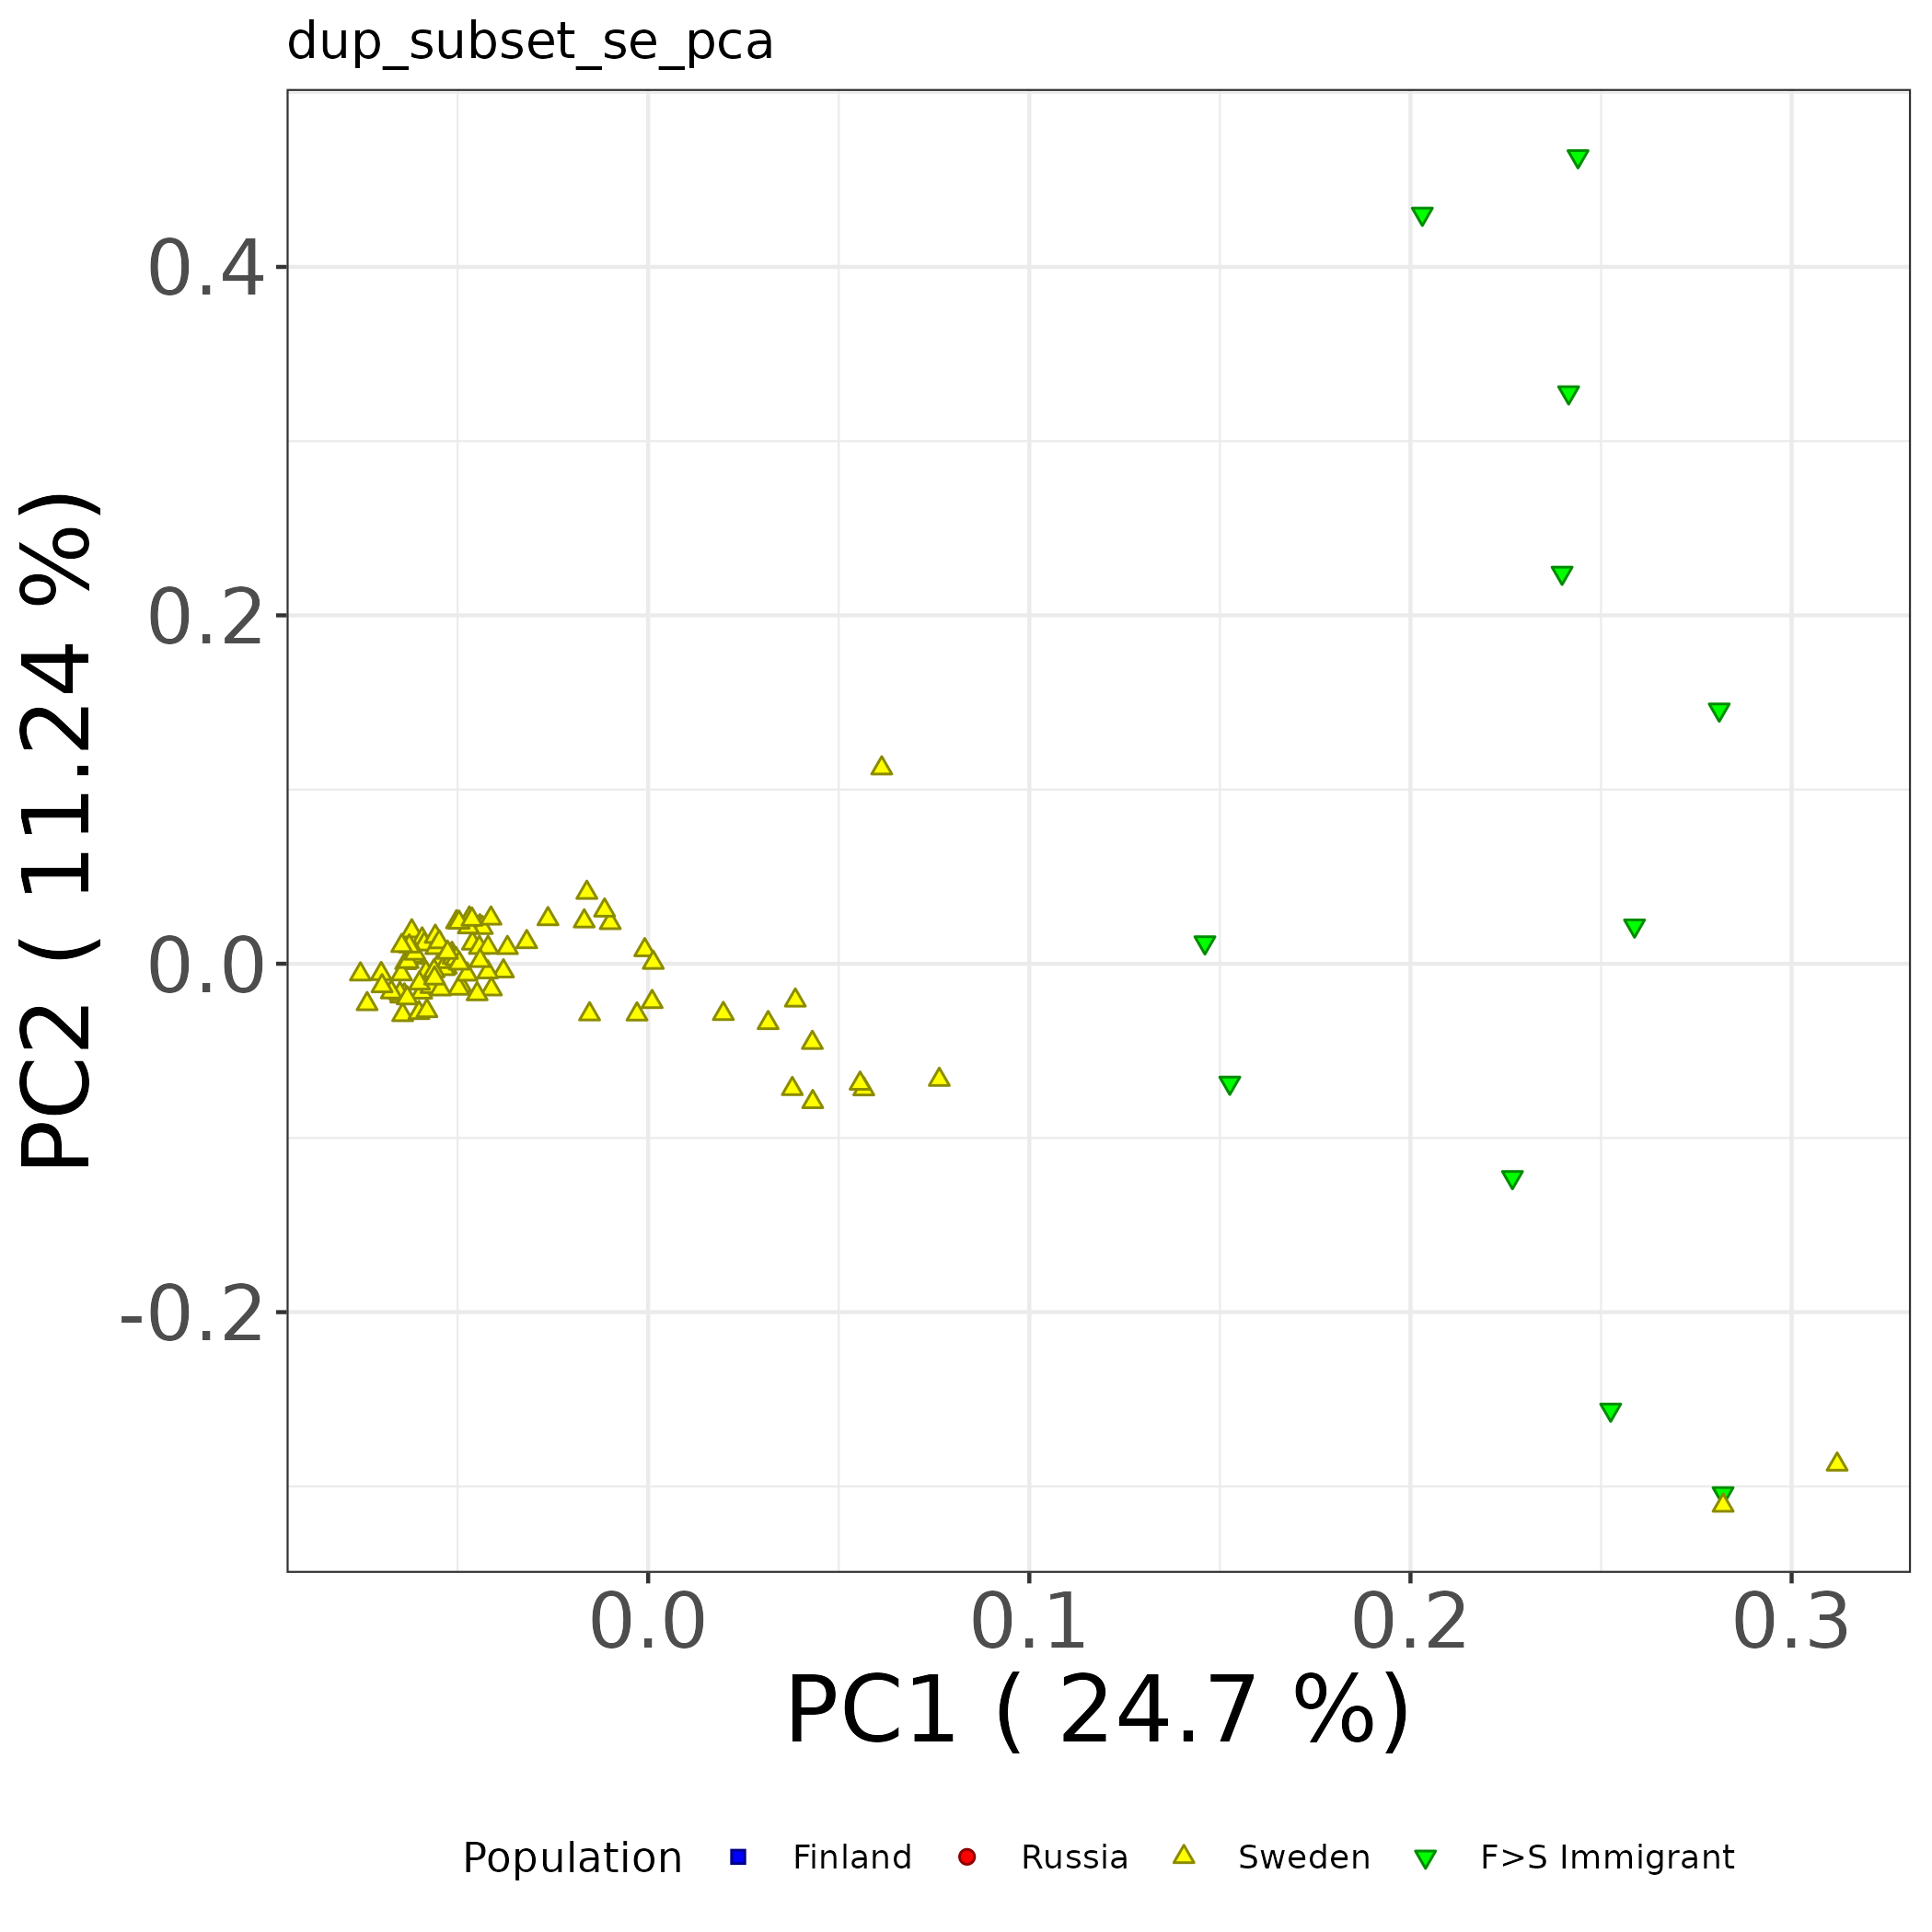 dup_subset_se_pca
0.4
0.2
0.0
-0.2
PC2 ( 11.24 %)
0.0 0.1 0.2 0.3
PC1 ( 24.7 %)
Population Finland Russia Sweden F>S Immigrant